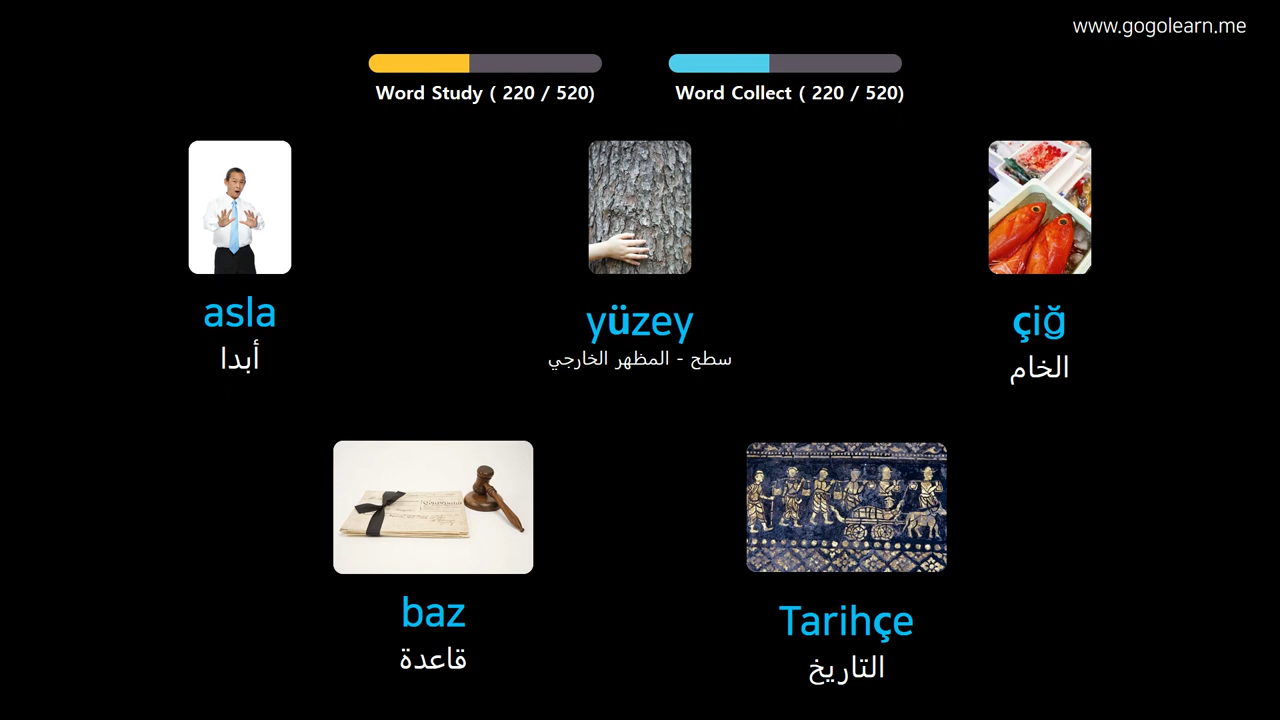 www.gogolearn.me
Word Study ( 220 / 520)
Word Collect ( 220 / 520)
asla
أبدا
yüzey
سطح - المظهر الخارجي
çiğ
الخام
baz
قاعدة
Tarihçe
التاريخ